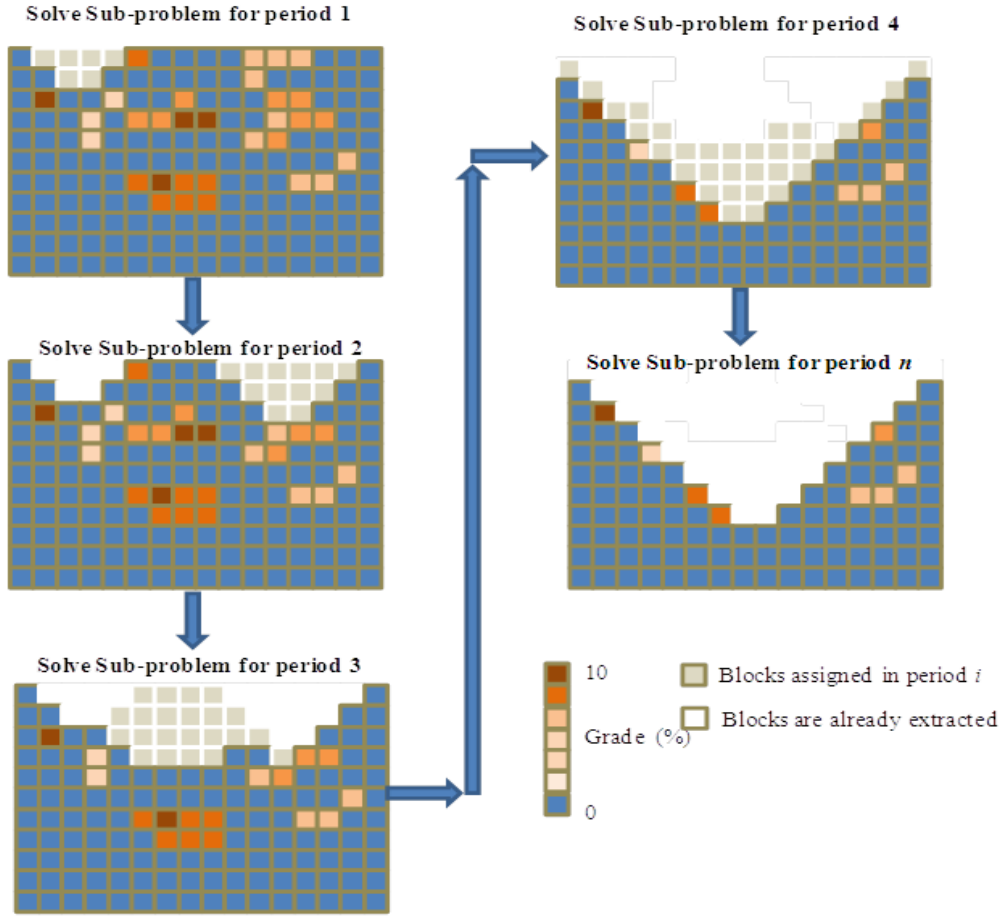 Solve Sub-problem for period 1
Solve Sub-problem for period 2
Solve Sub-problem for period 3
Solve Sub-problem for period 4
Solve Sub-problem for period n
10
Grade (%)
0
Blocks assigned in period i
Blocks are already extracted